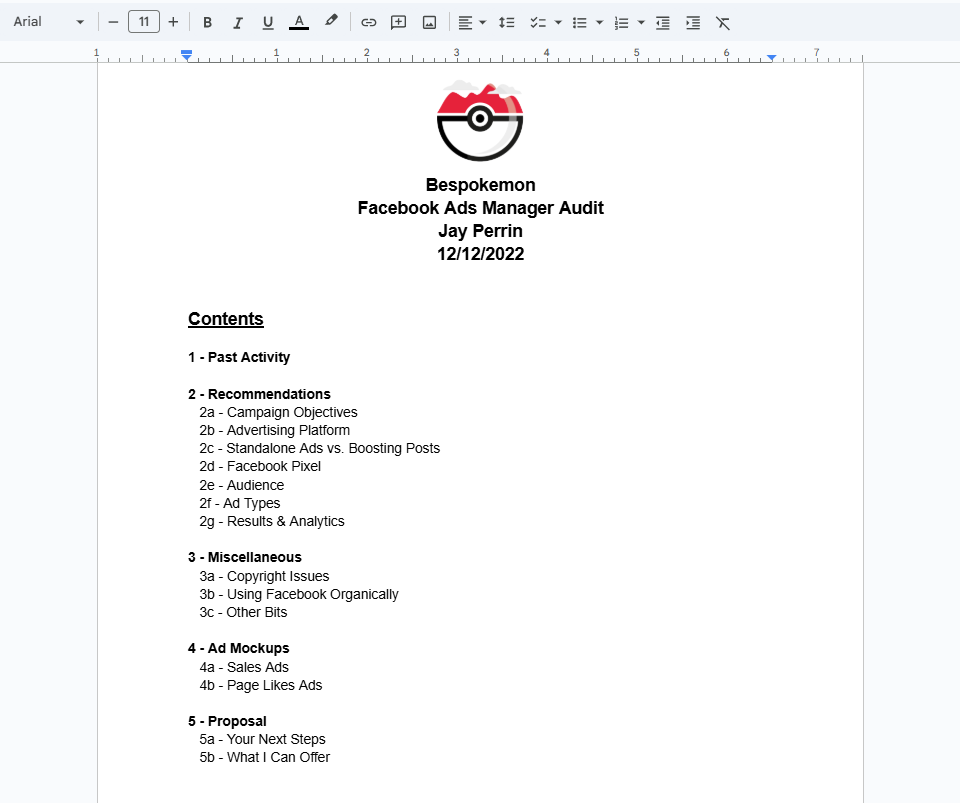 Arial 11 B I U A
1 1 2 3 4 5 6 7
Bespokemon
Facebook Ads Manager Audit
Jay Perrin
12/12/2022
Contents
1 - Past Activity
2 - Recommendations
2a - Campaign Objectives
2b - Advertising Platform
2c - Standalone Ads vs. Boosting Posts
2d - Facebook Pixel
2e - Audience
2f - Ad Types
2g - Results & Analytics
3 - Miscellaneous
3a - Copyright Issues
3b - Using Facebook Organically
3c - Other Bits
4 - Ad Mockups
4a - Sales Ads
4b - Page Likes Ads
5 - Proposal
5a - Your Next Steps
5b - What I Can Offer